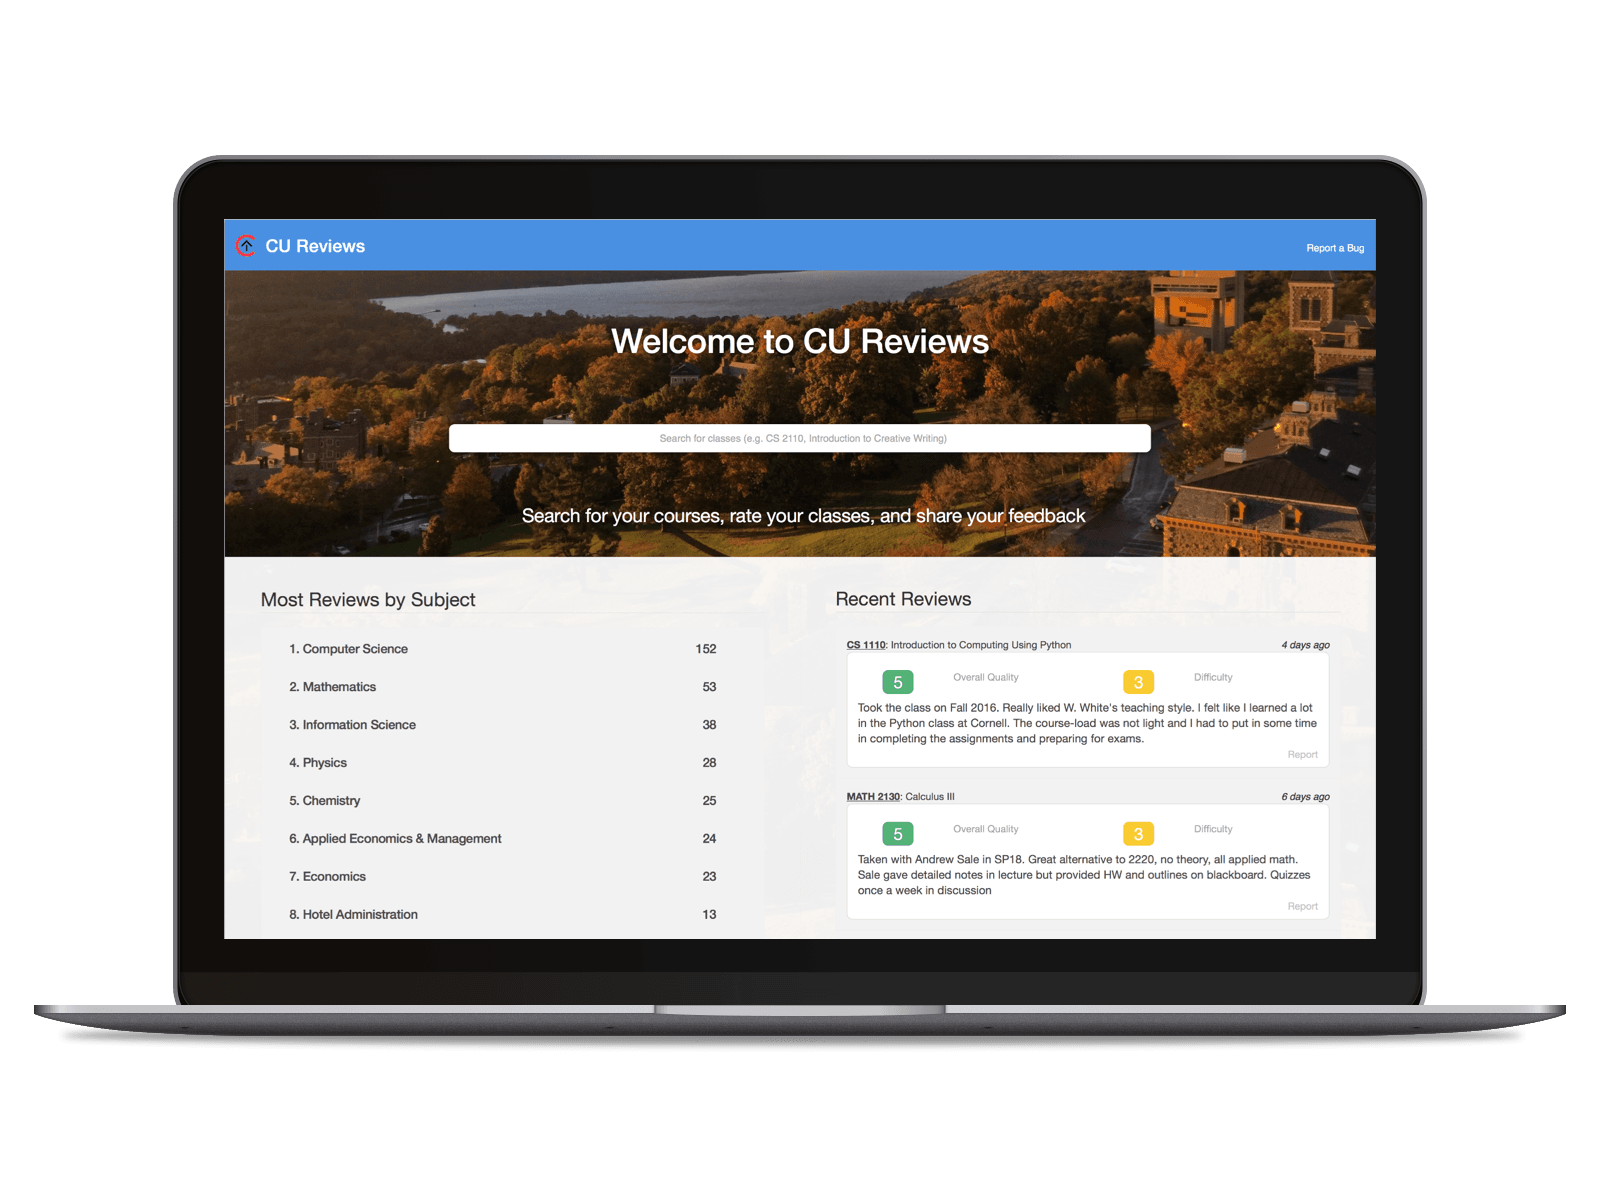 CU Reviews
Report a Bug
Welcome to CU Reviews
Search for classes (e.g. CS 2110, Introduction to Creative Writing)
Search for your courses, rate your classes, and share your feedback
Most Reviews by Subject
1. Computer Science 152
2. Mathematics 53
3. Information Science 38
4. Physics 28
5. Chemistry 25
6. Applied Economics & Management 24
7. Economics 23
8. Hotel Administration 13
Recent Reviews
CS 1110: Introduction to Computing Using Python 4 days ago
5 Overall Quality 3 Difficulty
Took the class on Fall 2016. Really liked W. White's teaching style. I felt like I learned a lot
in the Python class at Cornell. The course-load was not light and I had to put in some time
in completing the assignments and preparing for exams.
Report
MATH 2130: Calculus III 6 days ago
5 Overall Quality 3 Difficulty
Taken with Andrew Sale in SP18. Great alternative to 2220, no theory, all applied math.
Sale gave detailed notes in lecture but provided HW and outlines on blackboard. Quizzes
once a week in discussion
Report